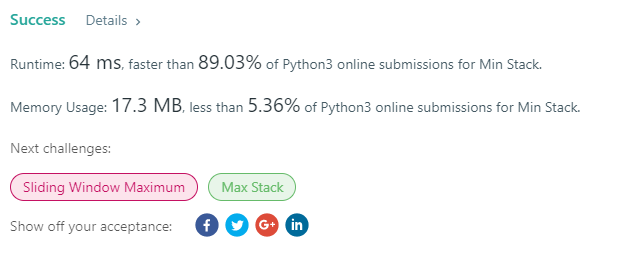 Success Details >
Runtime: 64 ms, faster than 89.03% of Python3 online submissions for Min Stack.
Memory Usage: 17.3 MB, less than 5.36% of Python3 online submissions for Min Stack.
Next challenges:
Sliding Window Maximum Max Stack
Show off your acceptance: f G+ in